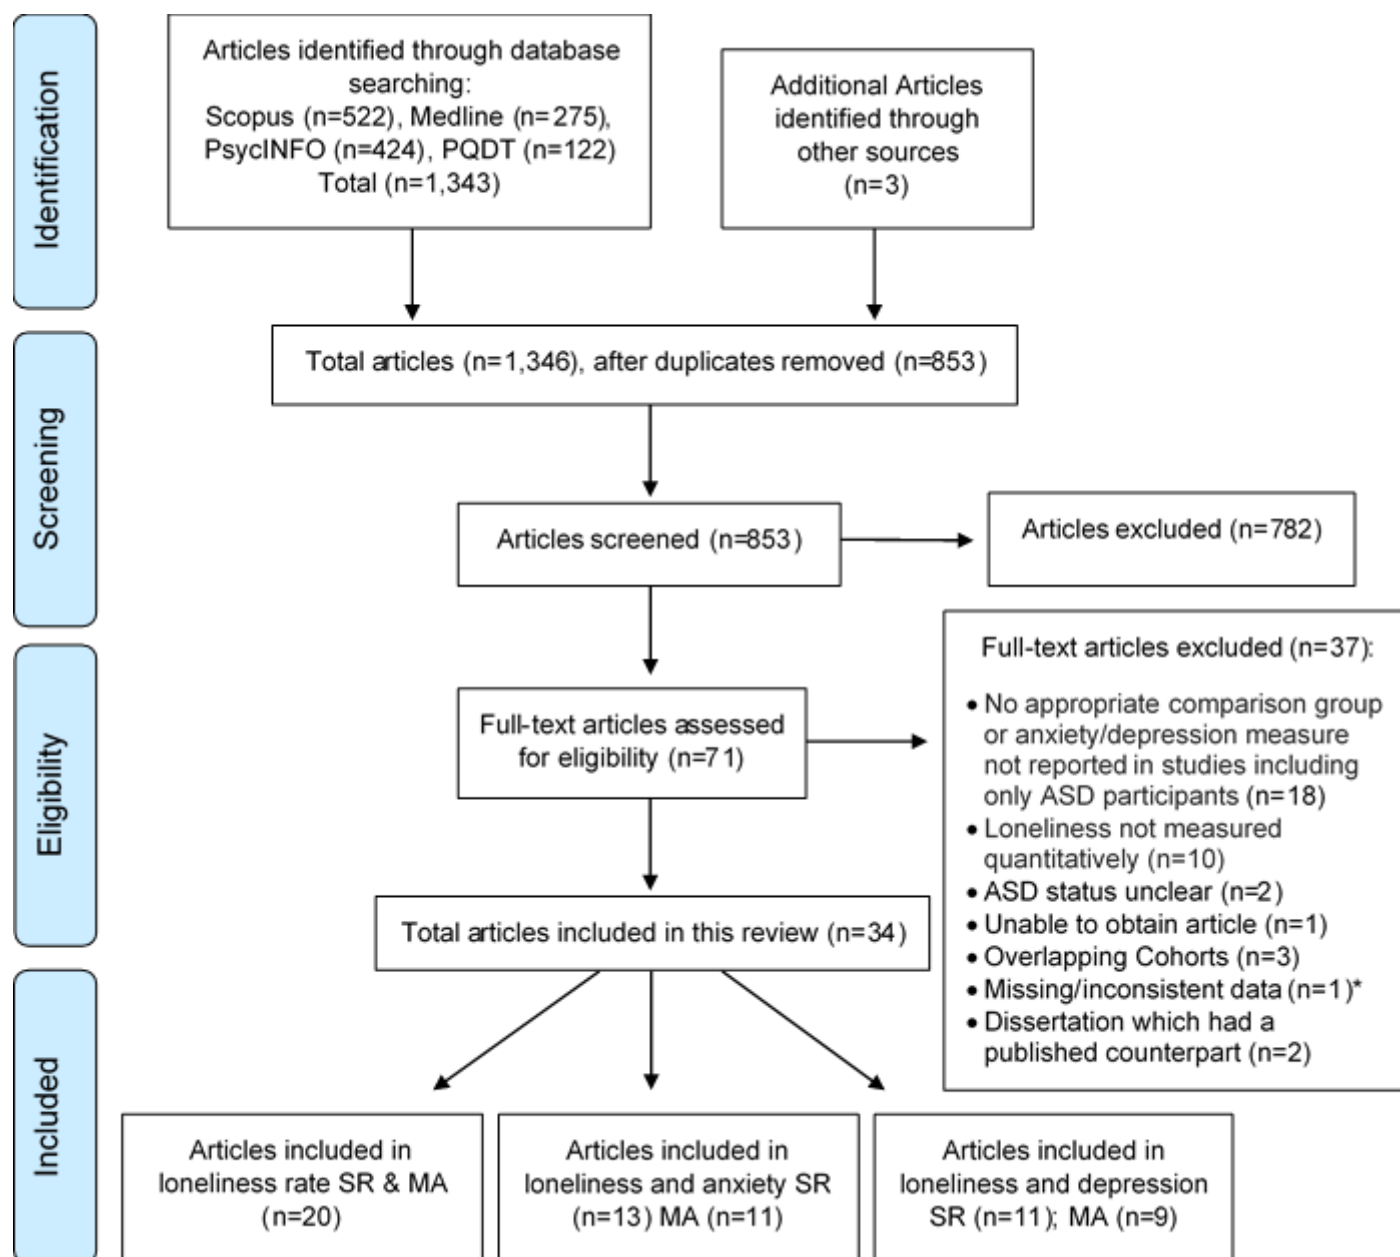 Identification
Articles identified through database
searching:
Scopus (n=522), Medline (n=275),
PsycINFO (n=424), PQDT (n=122)
Total (n=1,343)
Additional Articles
identified through
other sources
(n=3)
Screening
Total articles (n=1,346), after duplicates removed (n=853)
Articles screened (n=853)
Articles excluded (n=782)
Eligibility
Full-text articles assessed
for eligibility (n=71)
Full-text articles excluded (n=37):
• No appropriate comparison group
or anxiety/depression measure
not reported in studies including
only ASD participants (n=18)
• Loneliness not measured
quantitatively (n=10)
• ASD status unclear (n=2)
• Unable to obtain article (n=1)
• Overlapping Cohorts (n=3)
• Missing/inconsistent data (n=1)*
• Dissertation which had a
published counterpart (n=2)
Total articles included in this review (n=34)
Included
Articles included in
loneliness rate SR & MA
(n=20)
Articles included in
loneliness and anxiety SR
(n=13) MA (n=11)
Articles included in
loneliness and depression
SR (n=11); MA (n=9)